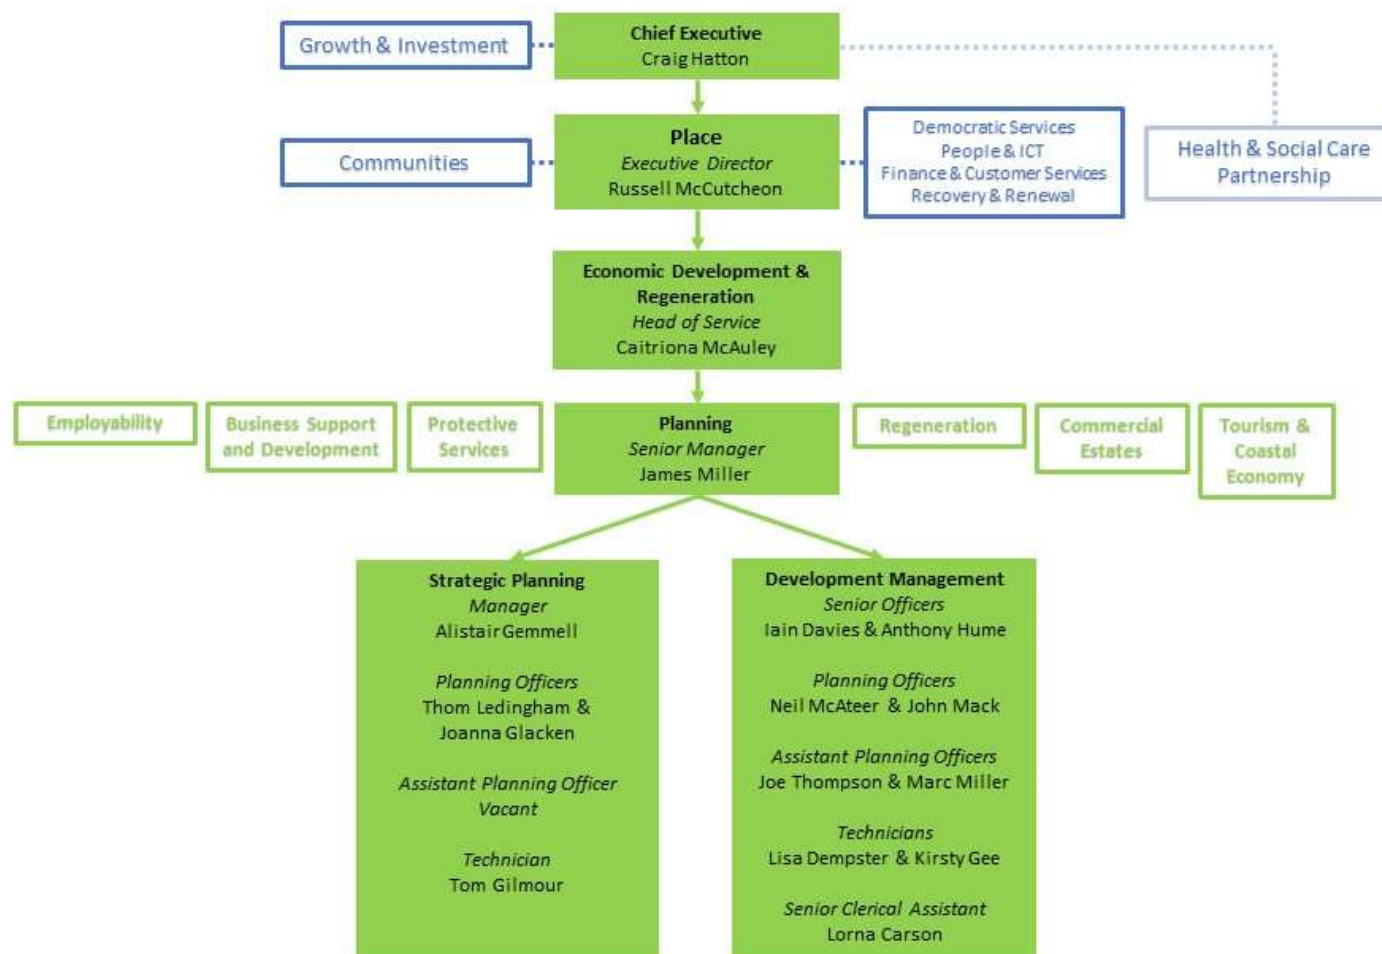 Growth & Investment
Chief Executive
Craig Hatton
Communities
Place
Executive Director
Russell McCutcheon
Democratic Services
People & ICT
Finance & Customer Services
Recovery & Renewal
Health & Social Care
Partnership
Economic Development &
Regeneration
Head of Service
Caitriona McAuley
Employability
Business Support
and Development
Protective
Services
Planning
Senior Manager
James Miller
Regeneration
Commercial
Estates
Tourism &
Coastal
Economy
Strategic Planning
Manager
Alistair Gemmell
Planning Officers
Thom Ledingham &
Joanna Glacken
Assistant Planning Officer
Vacant
Technician
Tom Gilmour
Development Management
Senior Officers
Iain Davies & Anthony Hume
Planning Officers
Neil McAteer & John Mack
Assistant Planning Officers
Joe Thompson & Marc Miller
Technicians
Lisa Dempster & Kirsty Gee
Senior Clerical Assistant
Lorna Carson